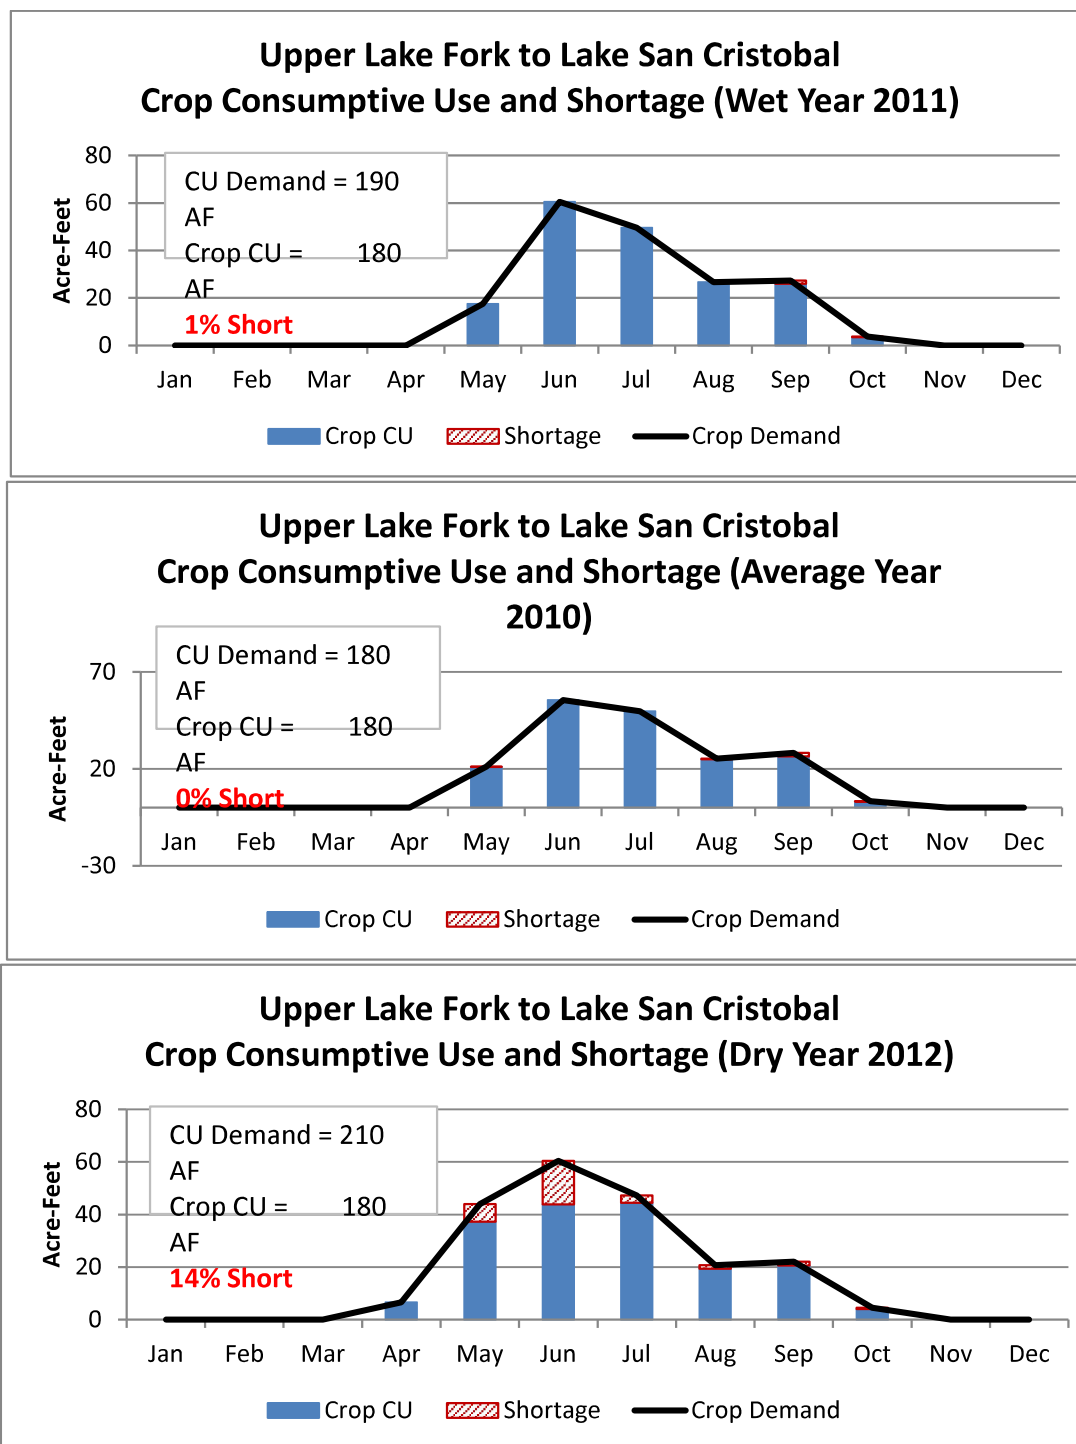 Upper Lake Fork to Lake San Cristobal
Crop Consumptive Use and Shortage (Wet Year 2011)
CU Demand = 190
AF
Crop CU = 180
AF
1% Short
Acre-Feet
80
60
40
20
0
Jan Feb Mar Apr May Jun Jul Aug Sep Oct Nov Dec
Crop CU Shortage Crop Demand
Upper Lake Fork to Lake San Cristobal
Crop Consumptive Use and Shortage (Average Year
2010)
CU Demand = 180
AF
Crop CU = 180
AF
0% Short
Acre-Feet
70
20
-30
Jan Feb Mar Apr May Jun Jul Aug Sep Oct Nov Dec
Crop CU Shortage Crop Demand
Upper Lake Fork to Lake San Cristobal
Crop Consumptive Use and Shortage (Dry Year 2012)
CU Demand = 210
AF
Crop CU = 180
AF
14% Short
Acre-Feet
80
60
40
20
0
Jan Feb Mar Apr May Jun Jul Aug Sep Oct Nov Dec
Crop CU Shortage Crop Demand